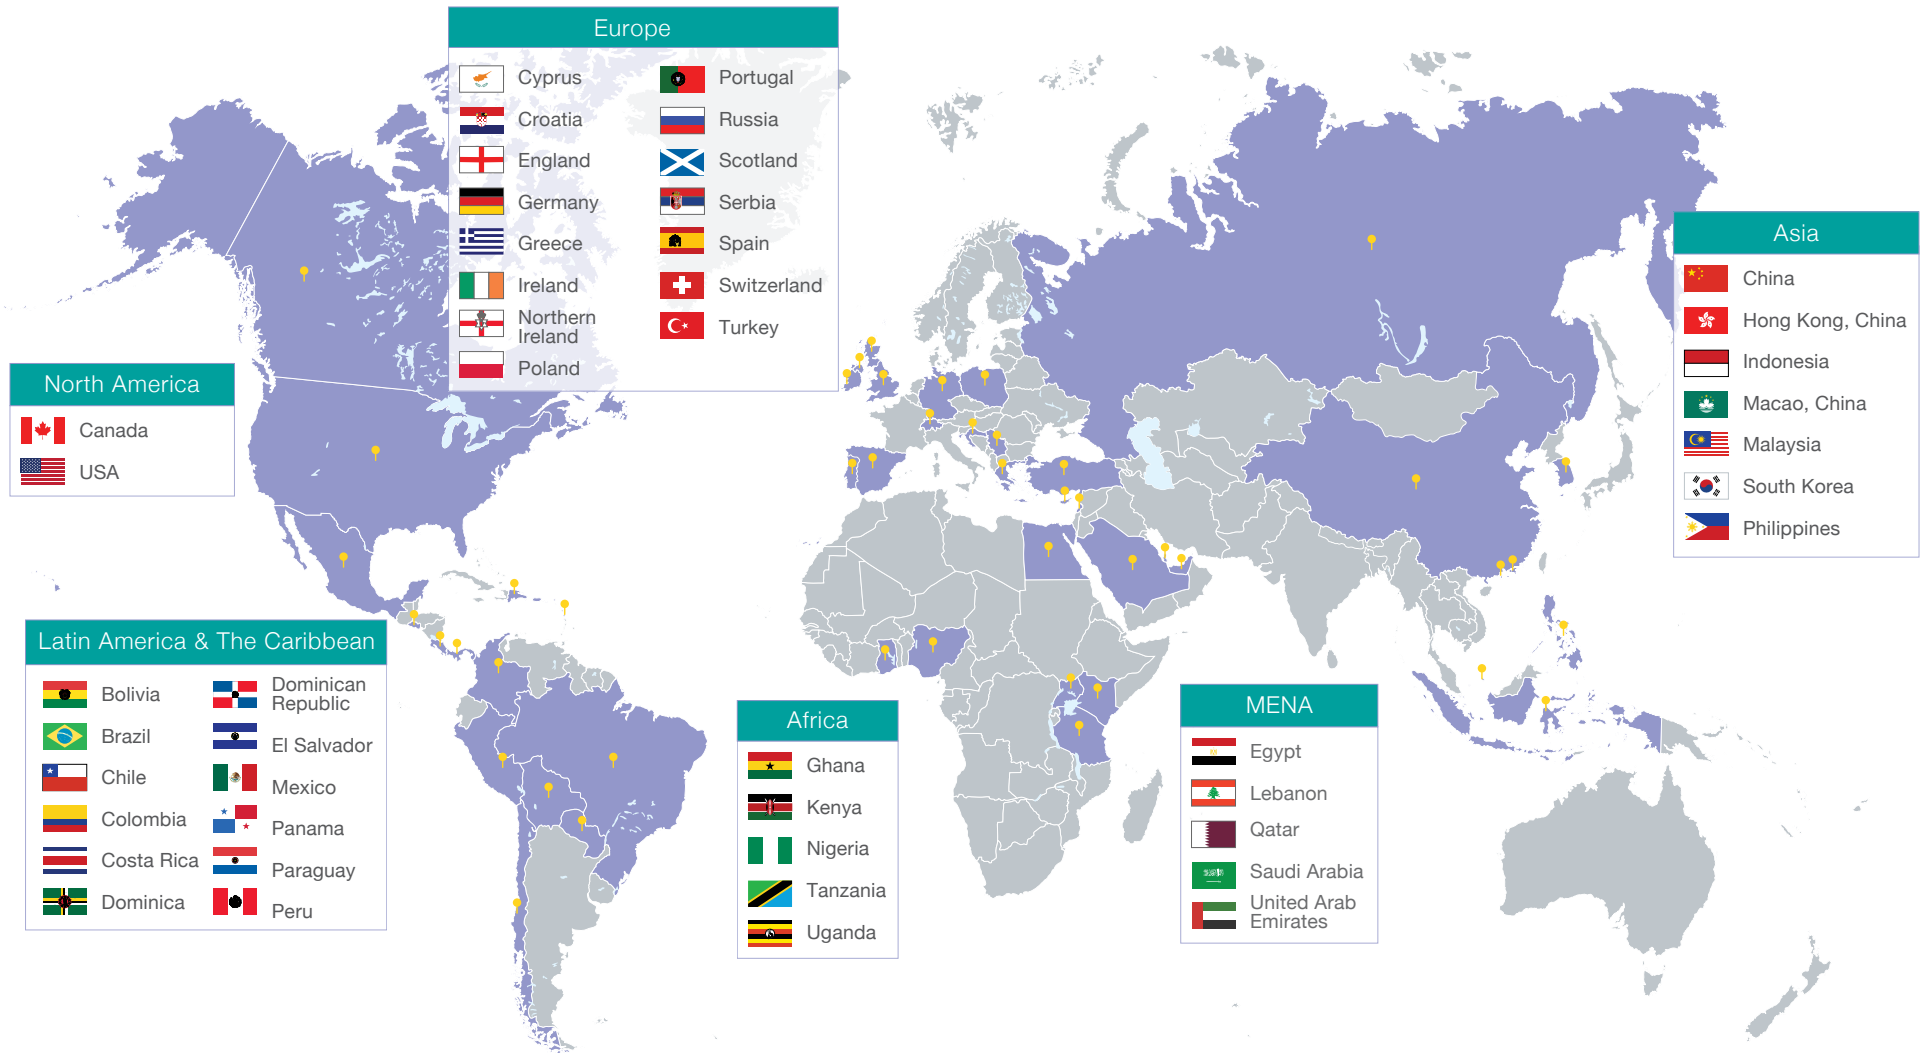 Europe
Cyprus
Croatia
England
Germany
Greece
Ireland
Northern
Ireland
Poland
Portugal
Russia
Scotland
Serbia
Spain
Switzerland
Turkey
North America
Canada
USA
Asia
China
Hong Kong, China
Indonesia
Macao, China
Malaysia
South Korea
Philippines
Latin America & The Caribbean
Bolivia
Brazil
Chile
Colombia
Costa Rica
Dominica
Dominican
Republic
El Salvador
Mexico
Panama
Paraguay
Peru
Africa
Ghana
Kenya
Nigeria
Tanzania
Uganda
MENA
Egypt
Lebanon
Qatar
Saudi Arabia
United Arab
Emirates